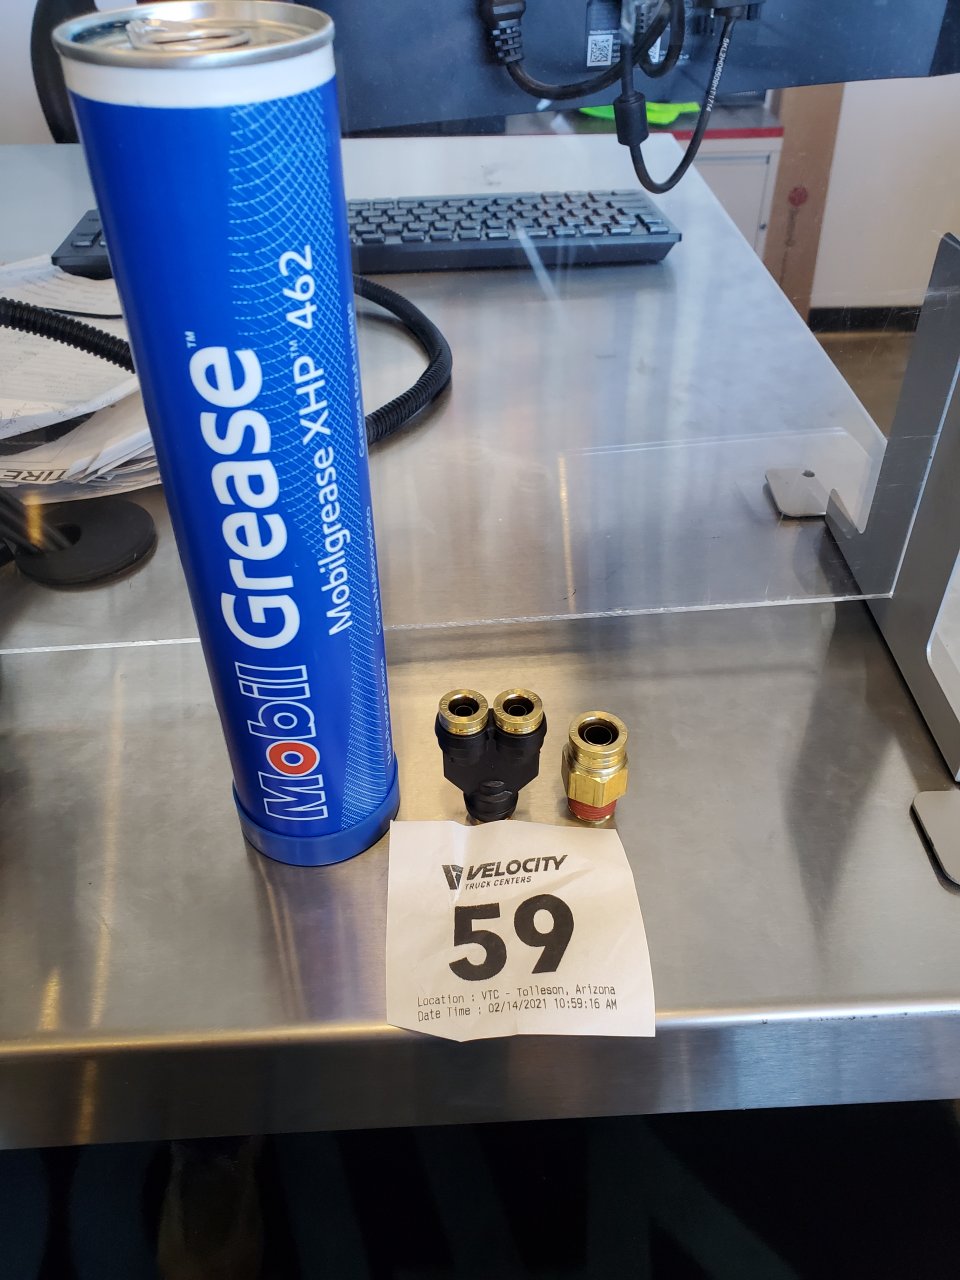 Mobil Grease™
Mobilgrease XHP™ 462
TIRE
VELOCITY
TRUCK CENTERS
59
Location : VTC - Tolleson, Arizona
Date Time : 02/14/2021 10:59:16 AM